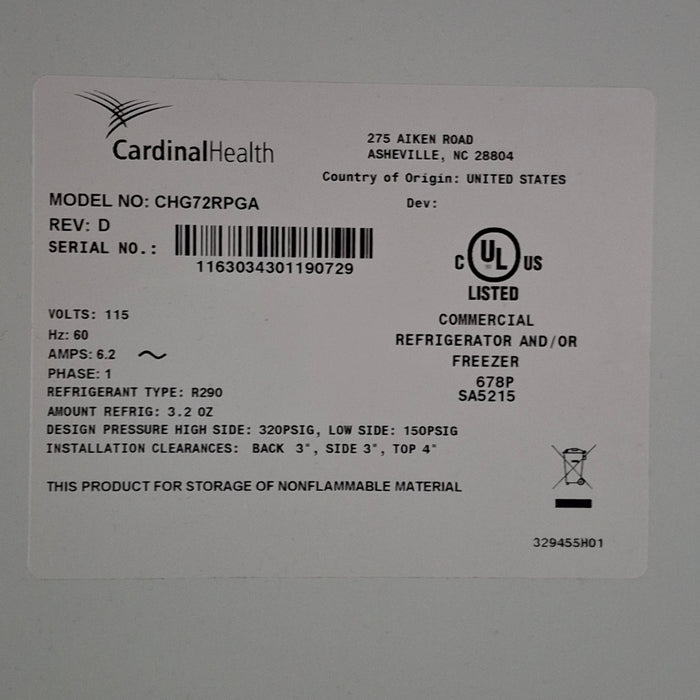 CardinalHealth
275 AIKEN ROAD
ASHEVILLE, NC 28804
Country of Origin: UNITED STATES
MODEL NO: CHG72RPGA
Dev:
REV: D
SERIAL NO.:
1163034301190729
C UL US
LISTED
VOLTS: 115
COMMERCIAL
Hz: 60
REFRIGERATOR AND/OR
AMPS: 6.2 ~
FREEZER
PHASE: 1
678P
REFRIGERANT TYPE: R290
SA5215
AMOUNT REFRIG: 3.2 OZ
DESIGN PRESSURE HIGH SIDE: 320PSIG, LOW SIDE: 150PSIG
INSTALLATION CLEARANCES: BACK 3", SIDE 3", TOP 4"
THIS PRODUCT FOR STORAGE OF NONFLAMMABLE MATERIAL
329455H01